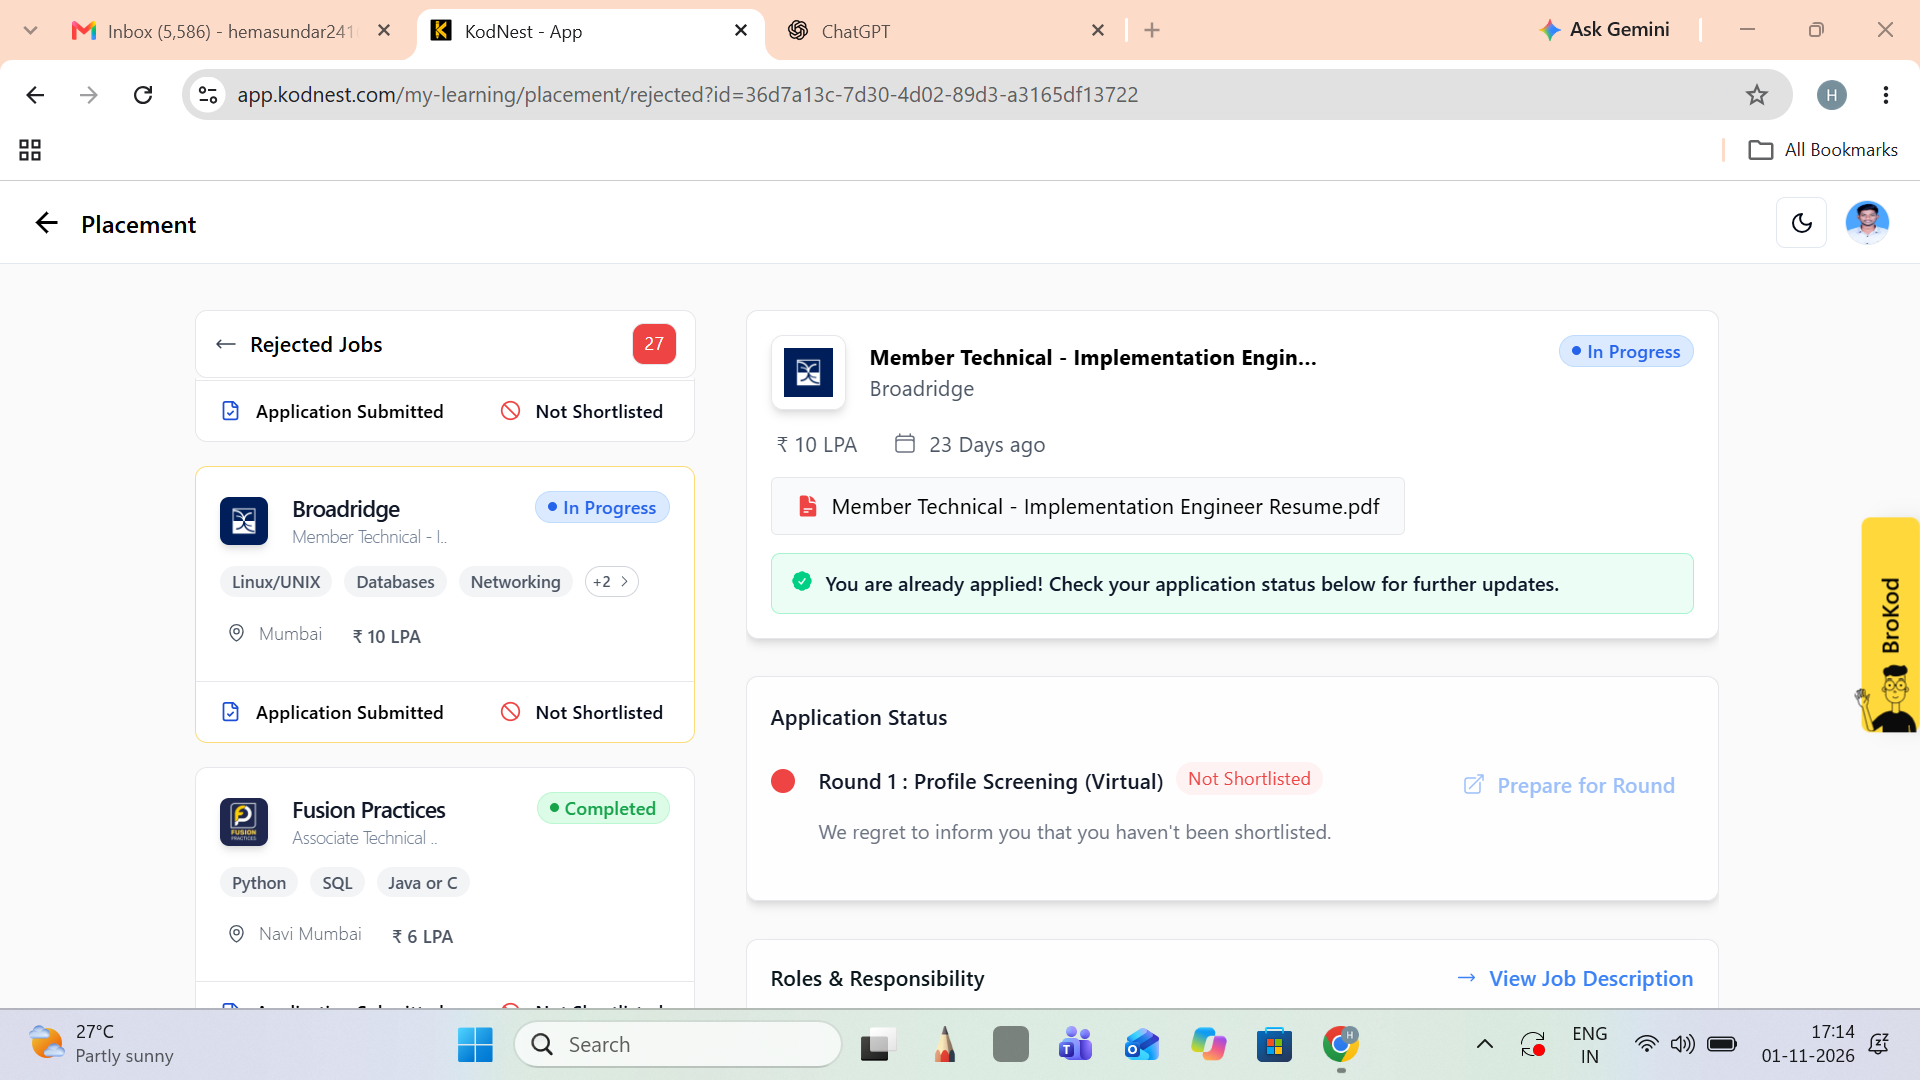 Inbox (5,586) - hemasundar241
KodNest - App
ChatGPT
Ask Gemini
app.kodnest.com/my-learning/placement/rejected?id=36d7a13c-7d30-4d02-89d3-a3165df13722
H
All Bookmarks
Placement
Rejected Jobs
27
Application Submitted
Not Shortlisted
Broadridge
In Progress
Member Technical - I..
Linux/UNIX
Databases
Networking
+2
Mumbai
₹ 10 LPA
Application Submitted
Not Shortlisted
FUSION
PRACTICES
Fusion Practices
Completed
Associate Technical ..
Python
SQL
Java or C
Navi Mumbai
₹ 6 LPA
Member Technical - Implementation Engin...
In Progress
Broadridge
₹ 10 LPA
23 Days ago
Member Technical - Implementation Engineer Resume.pdf
You are already applied! Check your application status below for further updates.
Application Status
Round 1 : Profile Screening (Virtual)
Not Shortlisted
Prepare for Round
We regret to inform you that you haven't been shortlisted.
Roles & Responsibility
View Job Description
BroKod
27°C
Partly sunny
Search
H
ENG
IN
17:14
01-11-2026